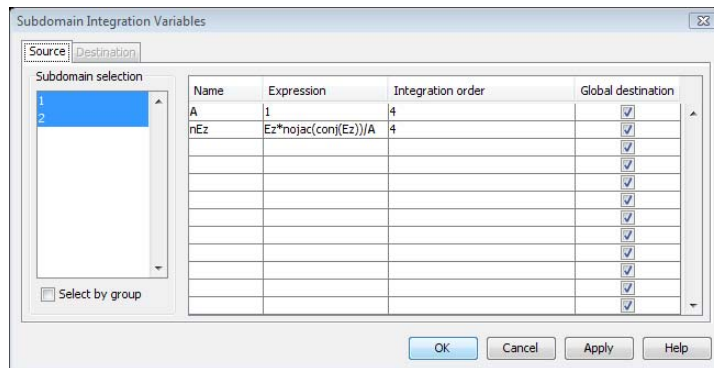 Subdomain Integration Variables
Source Destination
Subdomain selection
1
2
Select by group
Name Expression Integration order Global destination
A 1 4
nEz Ez*nojac(conj(Ez))/A 4
OK Cancel Apply Help